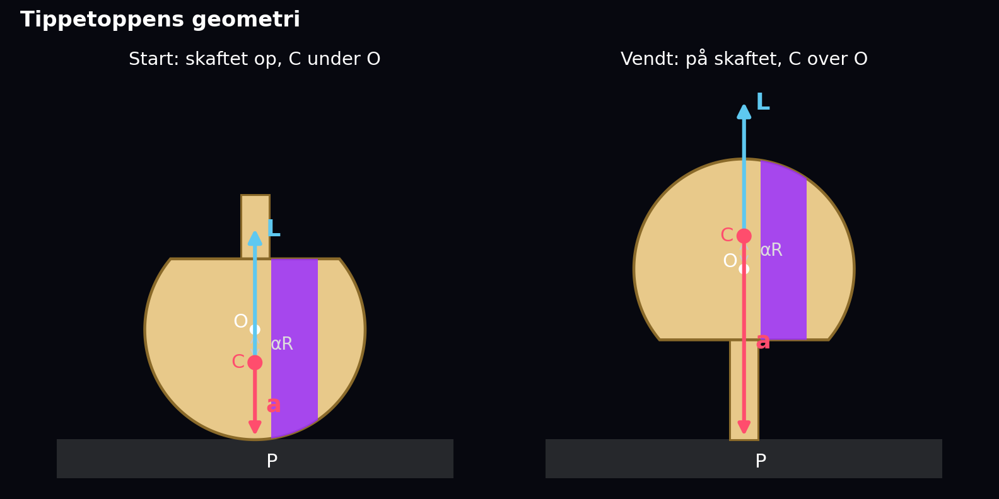 Tippetoppens geometri
Start: skaftet op, C under O
L
O
αR
C
a
P
Vendt: på skaftet, C over O
L
C
αR
O
a
P